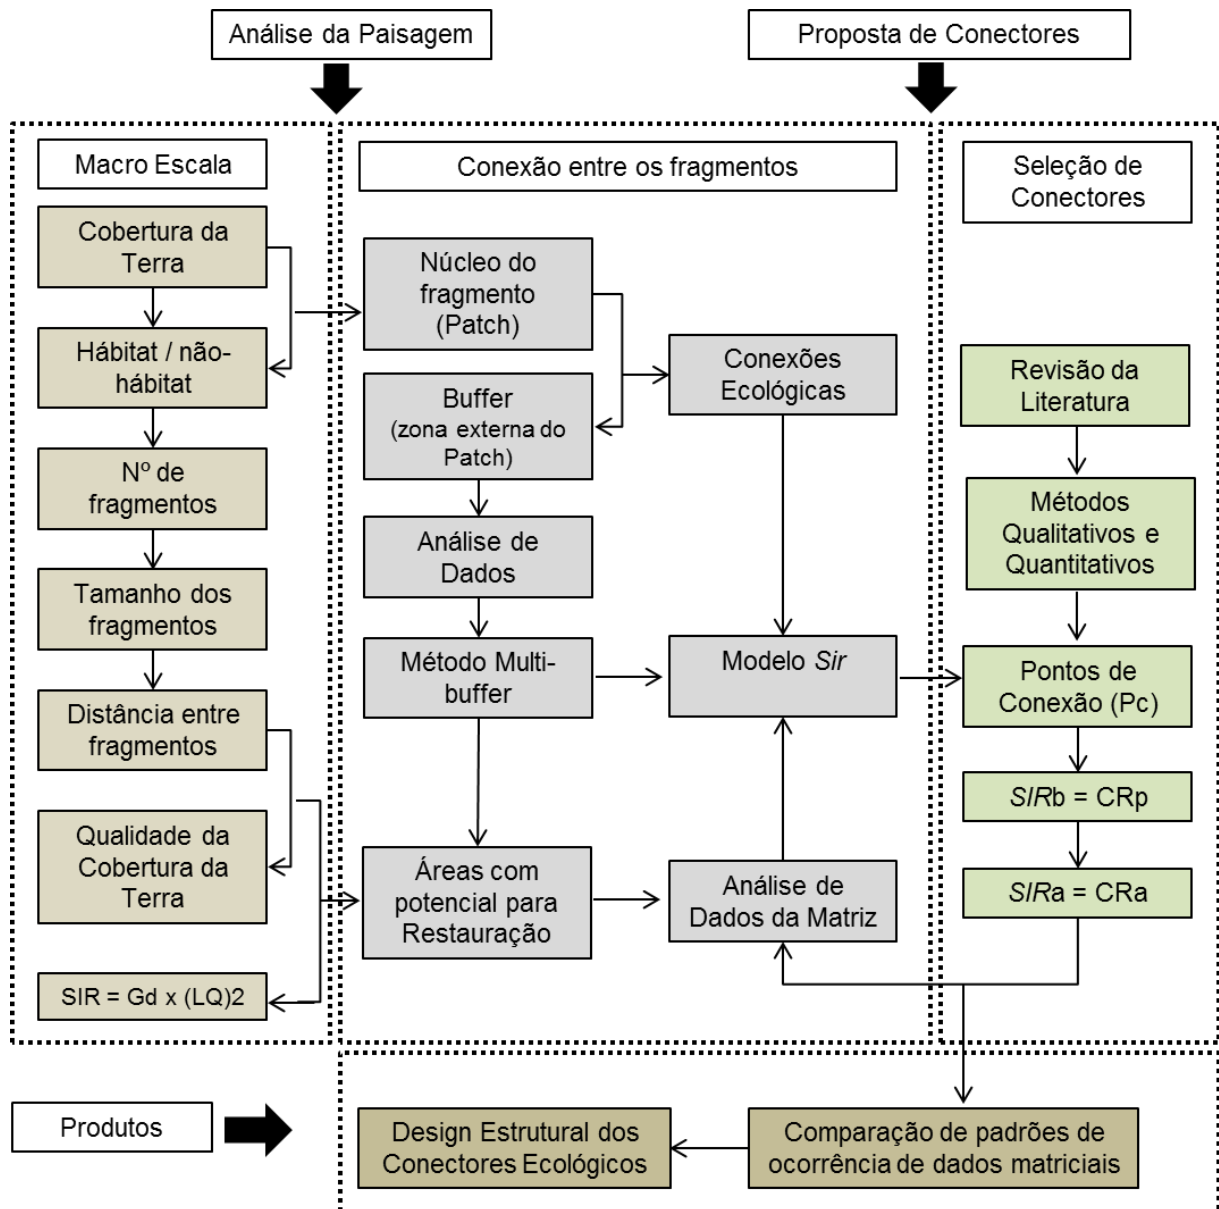 Análise da Paisagem
Proposta de Conectores
Macro Escala
Cobertura da
Terra
Hábitat / não-
hábitat
Nº de
fragmentos
Tamanho dos
fragmentos
Distância entre
fragmentos
Qualidade da
Cobertura da
Terra
SIR = Gd x (LQ)2
Conexão entre os fragmentos
Núcleo do
fragmento
(Patch)
Buffer
(zona externa do
Patch)
Análise de
Dados
Método Multi-
buffer
Áreas com
potencial para
Restauração
Conexões
Ecológicas
Modelo Sir
Análise de
Dados da Matriz
Seleção de
Conectores
Revisão da
Literatura
Métodos
Qualitativos e
Quantitativos
Pontos de
Conexão (Pc)
SIRb = CRp
SIRa = CRa
Produtos
Design Estrutural dos
Conectores Ecológicos
Comparação de padrões de
ocorrência de dados matriciais